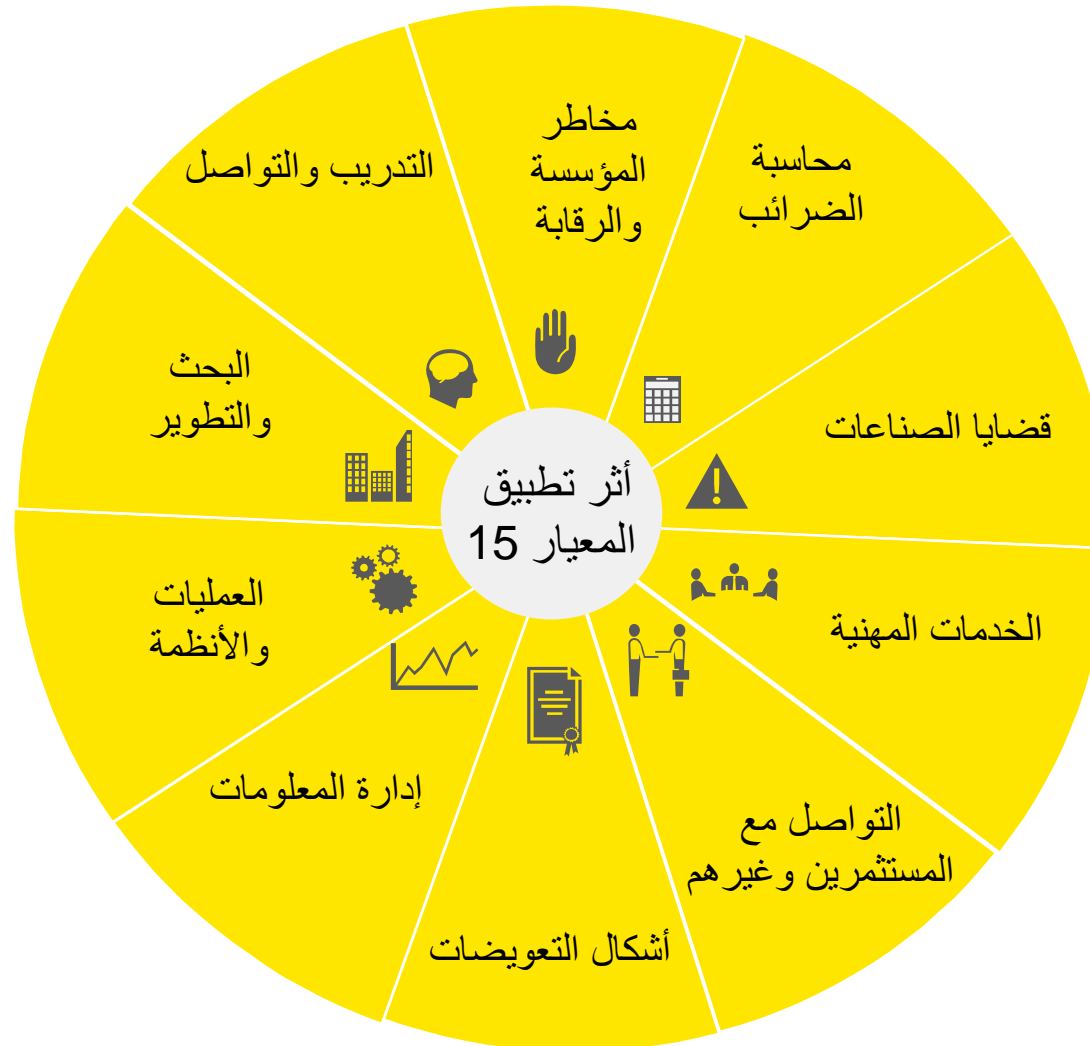 أثر تطبيق
المعيار 15
مخاطر
المؤسسة
والرقابة
محاسبة
الضرائب
قضايا الصناعات
الخدمات المهنية
التواصل مع
المستثمرين وغيرهم
أشكال التعويضات
إدارة المعلومات
العمليات
والأنظمة
البحث
والتطوير
التدريب والتواصل